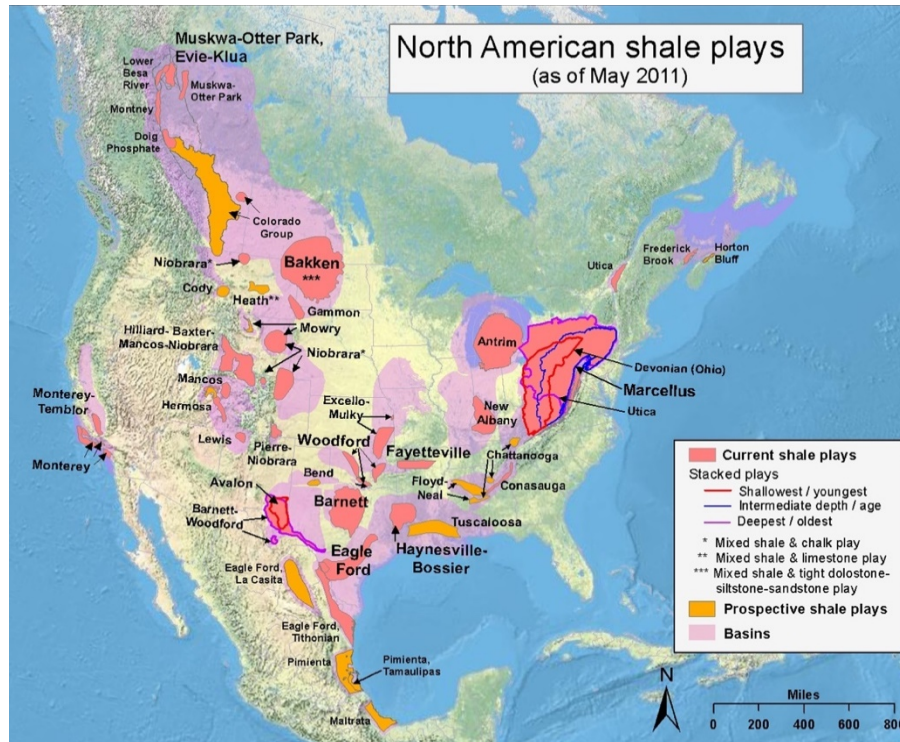 North American shale plays
(as of May 2011)
Muskwa-Otter Park,
Evie-Klua
Lower
Besa
River
Muskwa-
Otter Park
Montney
Doig
Phosphate
Colorado
Group
Niobrara*
Bakken
***
Cody
Heath**
Gammon
Mowry
Hilliard- Baxter-
Mancos-Niobrara
Niobrara*
Mancos
Hermosa
Lewis
Pierre-
Niobrara
Monterey-
Temblor
Monterey
Excello-
Mulky
Woodford
Fayetteville
Bend
Avalon
Barnett
Barnett-
Woodford
Eagle
Ford
Haynesville-
Bossier
Tuscaloosa
Floyd-
Neal
Conasauga
Chattanooga
New
Albany
Antrim
Devonian (Ohio)
Marcellus
Utica
Utica
Frederick
Brook
Horton
Bluff
Eagle Ford,
La Casita
Eagle Ford,
Tithonian
Pimienta
Pimienta,
Tamaulipas
Maltrata
Current shale plays
Stacked plays
Shallowest / youngest
Intermediate depth / age
Deepest / oldest
* Mixed shale & chalk play
** Mixed shale & limestone play
*** Mixed shale & tight dolostone-
siltstone-sandstone play
Prospective shale plays
Basins
N
Miles
0 200 400 600 800